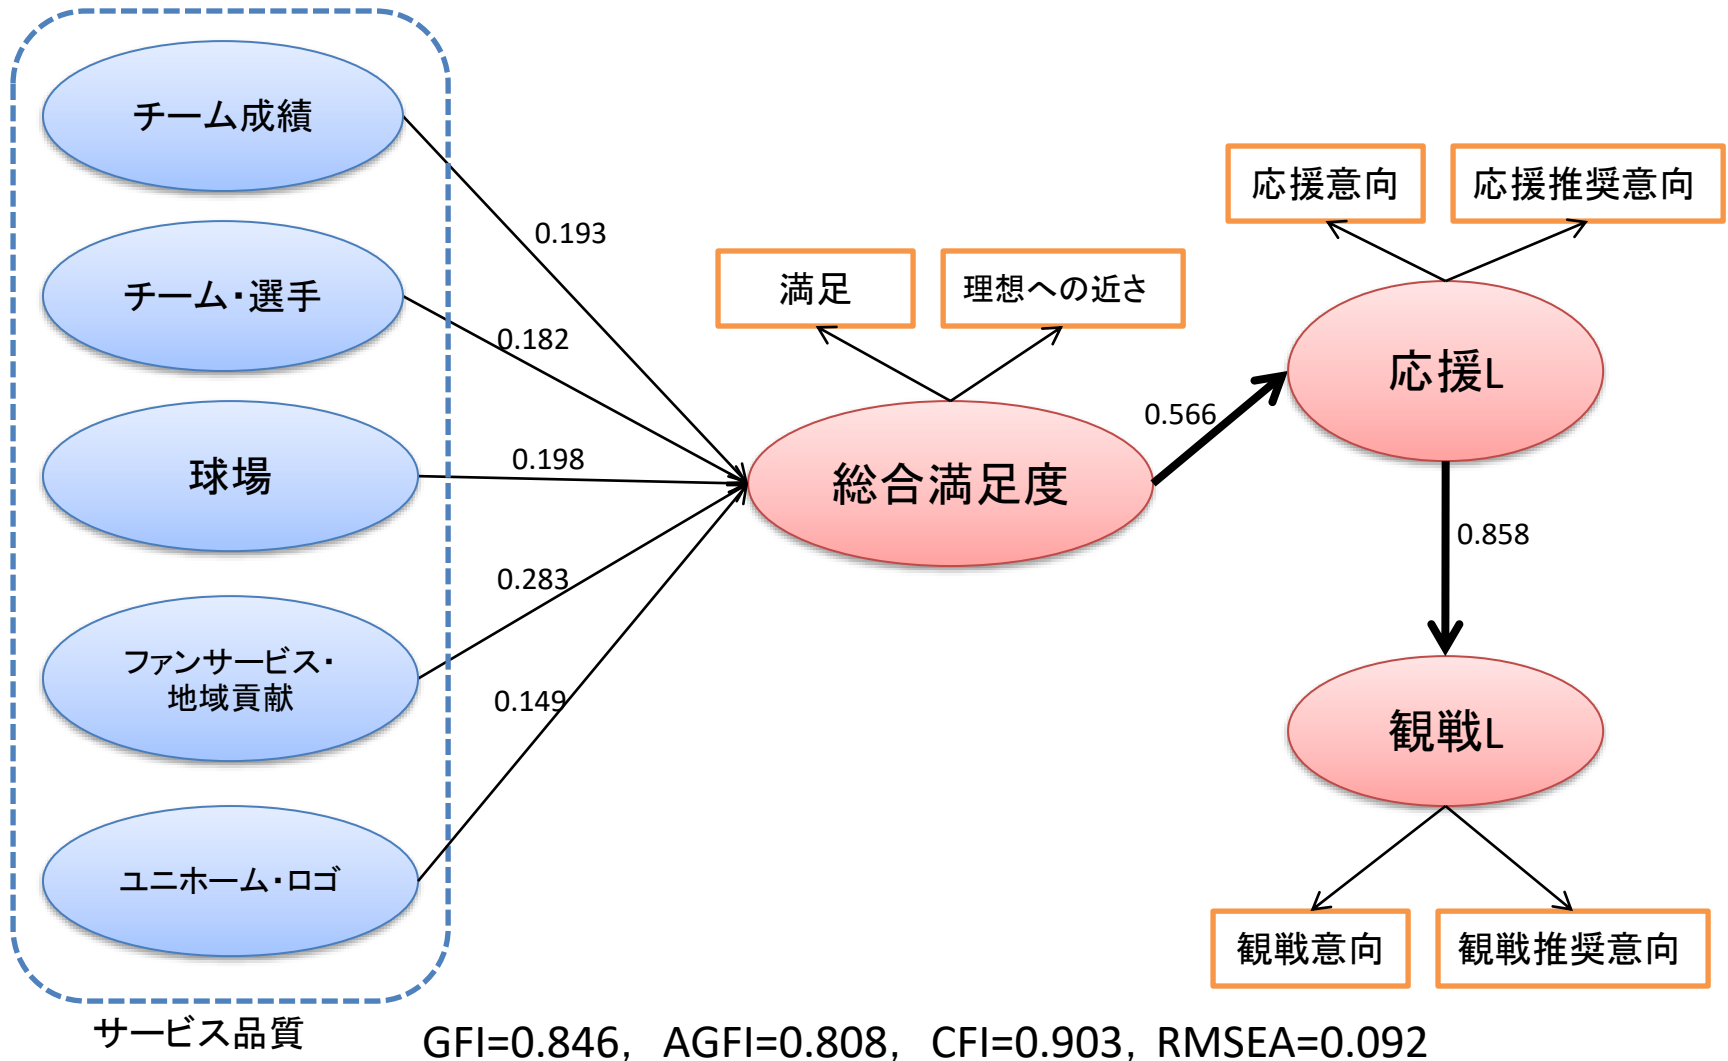 チーム成績
チーム・選手
球場
ファンサービス・
地域貢献
ユニホーム・ロゴ
サービス品質
0.193
0.182
0.198
0.283
0.149
満足
理想への近さ
総合満足度
0.566
応援意向
応援推奨意向
応援L
0.858
観戦L
観戦意向
観戦推奨意向
GFI=0.846, AGFI=0.808, CFI=0.903, RMSEA=0.092